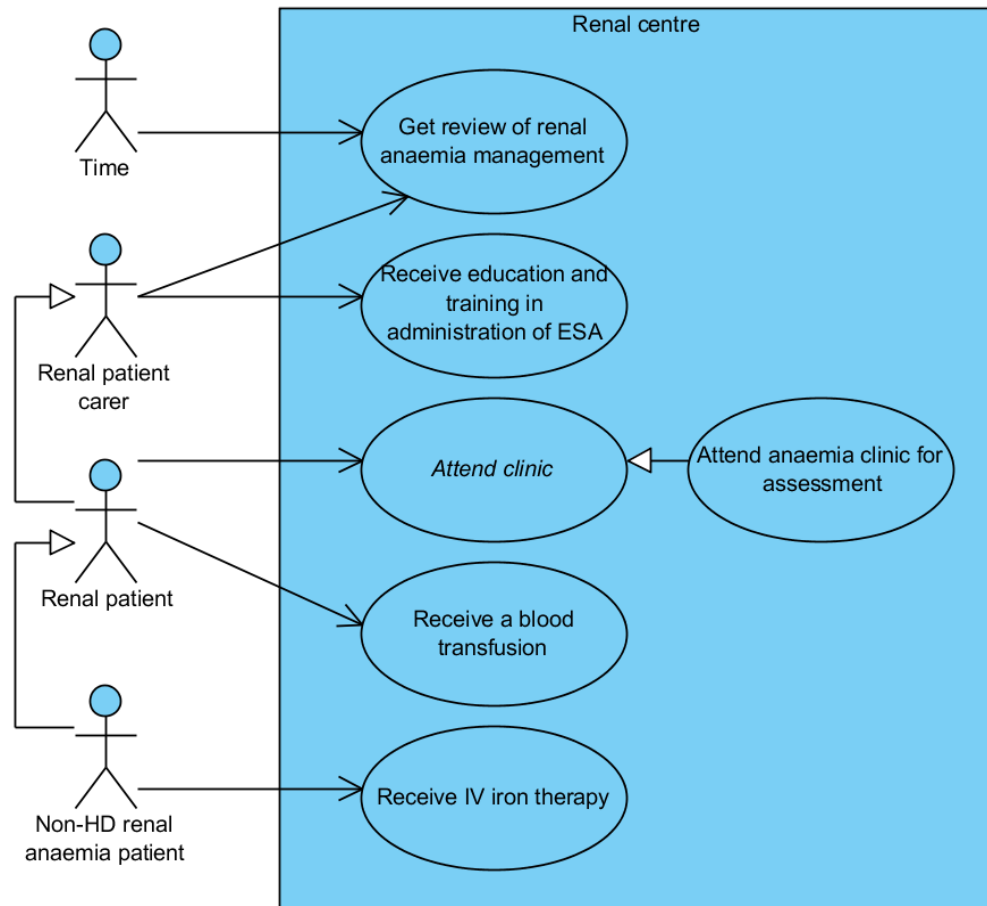 Renal centre
Time
Get review of renal
anaemia management
Renal patient
carer
Receive education and
training in
administration of ESA
Renal patient
Attend clinic
Attend anaemia clinic for
assessment
Receive a blood
transfusion
Non-HD renal
anaemia patient
Receive IV iron therapy